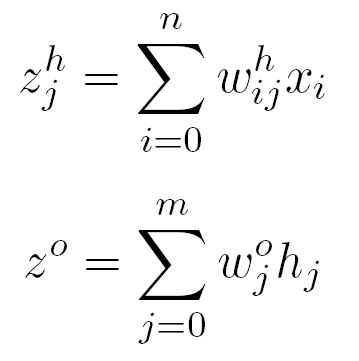 $z_j^h = \sum_{i=0}^{n} w_{ij}^h x_i$
$z^o = \sum_{j=0}^{m} w_j^o h_j$